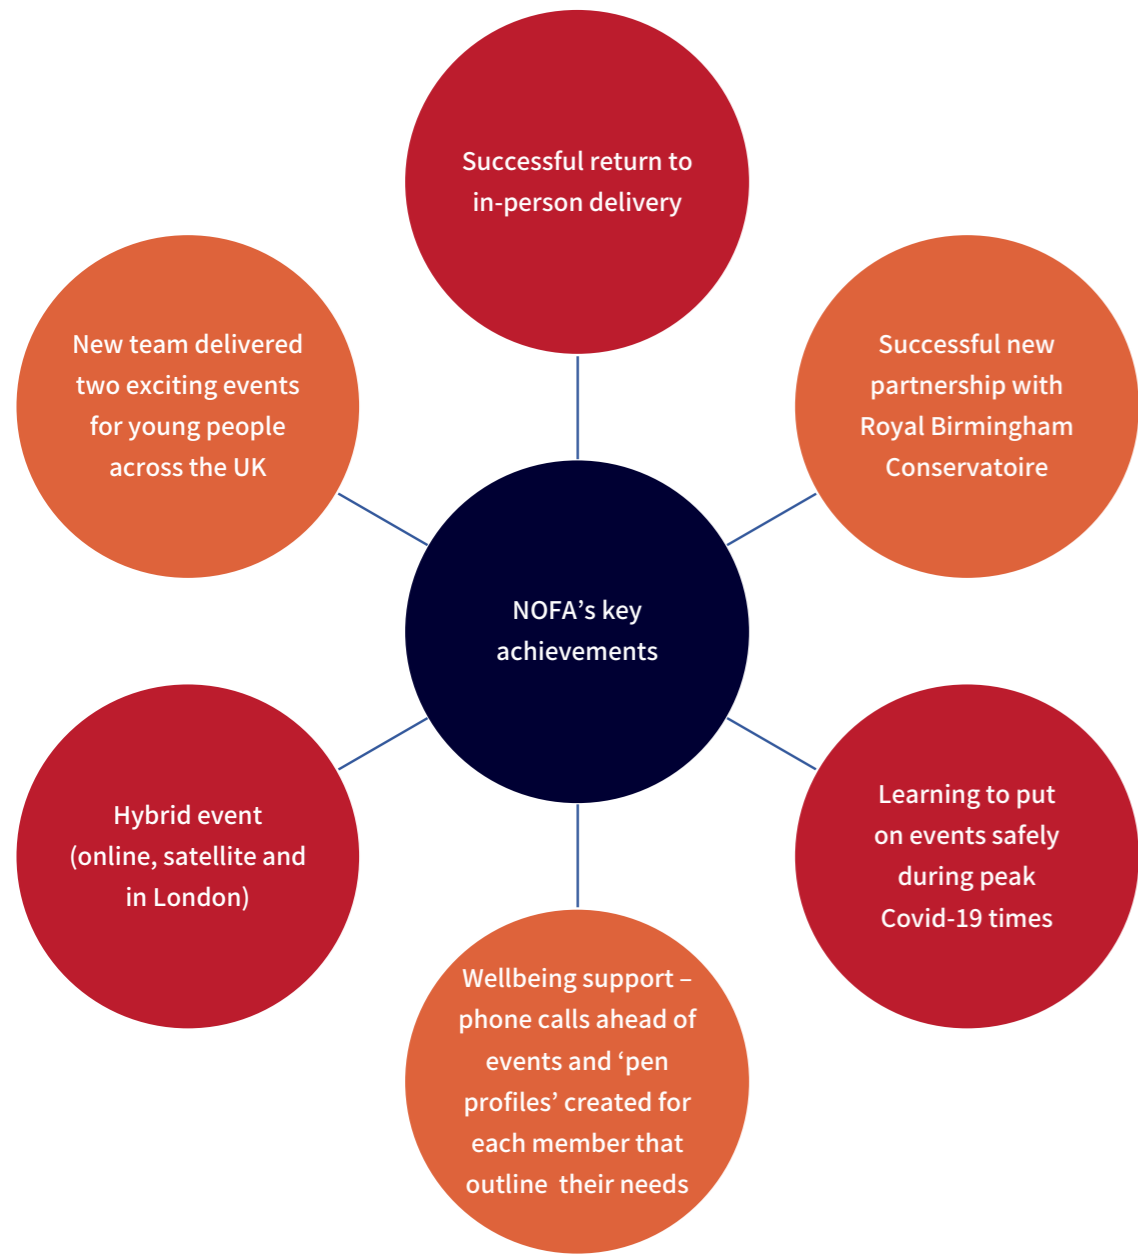 Successful return to
in-person delivery
New team delivered
two exciting events
for young people
across the UK
Successful new
partnership with
Royal Birmingham
Conservatoire
NOFA’s key
achievements
Hybrid event
(online, satellite and
in London)
Learning to put
on events safely
during peak
Covid-19 times
Wellbeing support –
phone calls ahead of
events and ‘pen
profiles’ created for
each member that
outline  their needs